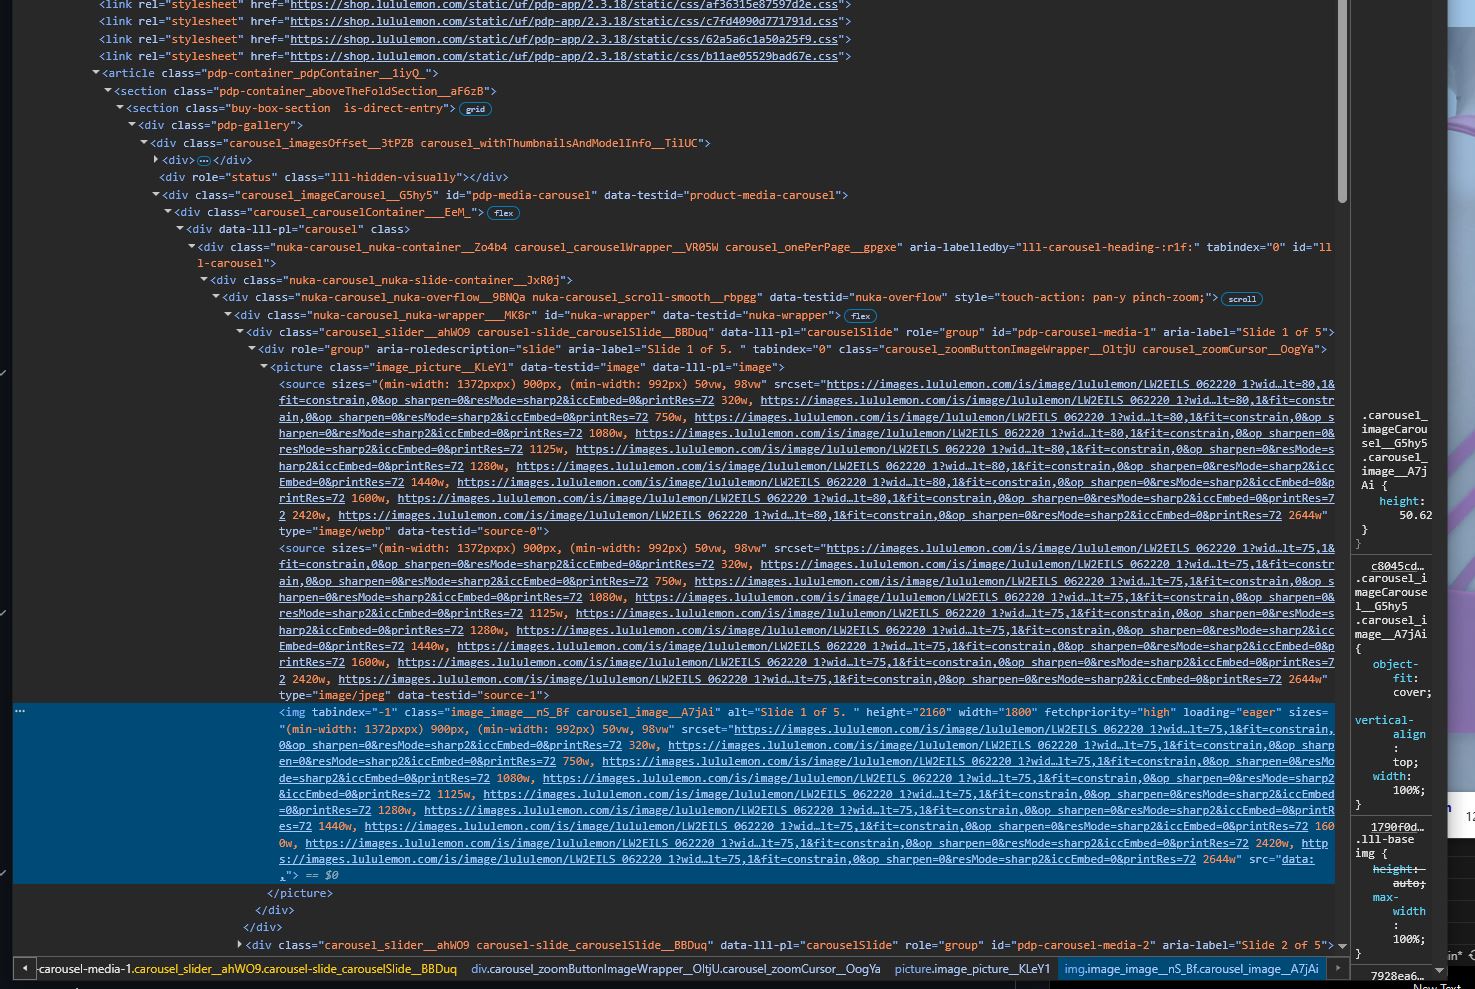 <link rel="stylesheet" href="https://shop.lululemon.com/static/uf/pdp-app/2.3.18/static/css/af36315e87597d2e.css">
<link rel="stylesheet" href="https://shop.lululemon.com/static/uf/pdp-app/2.3.18/static/css/c7fd4090d771791d.css">
<link rel="stylesheet" href="https://shop.lululemon.com/static/uf/pdp-app/2.3.18/static/css/62a5a6c1a50a25f9.css">
<link rel="stylesheet" href="https://shop.lululemon.com/static/uf/pdp-app/2.3.18/static/css/b11ae05529bad67e.css">
<article class="pdp-container_pdpContainer__1iyQ_">
<section class="pdp-container_aboveTheFoldSection__aF6zB">
<section class="buy-box-section  is-direct-entry"> grid
<div class="pdp-gallery">
<div class="carousel_imagesOffset__3tPZB carousel_withThumbnailsAndModelInfo__TilUC">
<div> … </div>
<div role="status" class="lll-hidden-visually"></div>
<div class="carousel_imageCarousel__G5hy5" id="pdp-media-carousel" data-testid="product-media-carousel">
<div class="carousel_carouselContainer___EeM_"> flex
<div data-lll-pl="carousel" class>
<div class="nuka-carousel_nuka-container__Zo4b4 carousel_carouselWrapper__VR05W carousel_onePerPage__gpgxe" aria-labelledby="lll-carousel-heading-:r1f:" tabindex="0" id="ll
l-carousel">
<div class="nuka-carousel_nuka-slide-container__JxR0j">
<div class="nuka-carousel_nuka-overflow__9BNQa nuka-carousel_scroll-smooth__rbpgg" data-testid="nuka-overflow" style="touch-action: pan-y pinch-zoom;"> scroll
<div class="nuka-carousel_nuka-wrapper___MK8r" id="nuka-wrapper" data-testid="nuka-wrapper"> flex
<div class="carousel_slider__ahWO9 carousel-slide_carouselSlide__BBDuq" data-lll-pl="carouselSlide" role="group" id="pdp-carousel-media-1" aria-label="Slide 1 of 5">
<div role="group" aria-roledescription="slide" aria-label="Slide 1 of 5. " tabindex="0" class="carousel_zoomButtonImageWrapper__OltjU carousel_zoomCursor__OogYa">
<picture class="image_picture__KLeY1" data-testid="image" data-lll-pl="image">
<source sizes="(min-width: 1372pxpx) 900px, (min-width: 992px) 50vw, 98vw" srcset="https://images.lululemon.com/is/image/lululemon/LW2EILS_062220_1?wid…lt=80,1&
fit=constrain,0&op_sharpen=0&resMode=sharp2&iccEmbed=0&printRes=72 320w, https://images.lululemon.com/is/image/lululemon/LW2EILS_062220_1?wid…lt=80,1&fit=constr
ain,0&op_sharpen=0&resMode=sharp2&iccEmbed=0&printRes=72 750w, https://images.lululemon.com/is/image/lululemon/LW2EILS_062220_1?wid…lt=80,1&fit=constrain,0&op_s
harpen=0&resMode=sharp2&iccEmbed=0&printRes=72 1080w, https://images.lululemon.com/is/image/lululemon/LW2EILS_062220_1?wid…lt=80,1&fit=constrain,0&op_sharpen=0&
resMode=sharp2&iccEmbed=0&printRes=72 1125w, https://images.lululemon.com/is/image/lululemon/LW2EILS_062220_1?wid…lt=80,1&fit=constrain,0&op_sharpen=0&resMode=s
harp2&iccEmbed=0&printRes=72 1280w, https://images.lululemon.com/is/image/lululemon/LW2EILS_062220_1?wid…lt=80,1&fit=constrain,0&op_sharpen=0&resMode=sharp2&icc
Embed=0&printRes=72 1440w, https://images.lululemon.com/is/image/lululemon/LW2EILS_062220_1?wid…lt=80,1&fit=constrain,0&op_sharpen=0&resMode=sharp2&iccEmbed=0&p
rintRes=72 1600w, https://images.lululemon.com/is/image/lululemon/LW2EILS_062220_1?wid…lt=80,1&fit=constrain,0&op_sharpen=0&resMode=sharp2&iccEmbed=0&printRes=7
2 2420w, https://images.lululemon.com/is/image/lululemon/LW2EILS_062220_1?wid…lt=80,1&fit=constrain,0&op_sharpen=0&resMode=sharp2&iccEmbed=0&printRes=72 2644w"
type="image/webp" data-testid="source-0">
<source sizes="(min-width: 1372pxpx) 900px, (min-width: 992px) 50vw, 98vw" srcset="https://images.lululemon.com/is/image/lululemon/LW2EILS_062220_1?wid…lt=75,1&
fit=constrain,0&op_sharpen=0&resMode=sharp2&iccEmbed=0&printRes=72 320w, https://images.lululemon.com/is/image/lululemon/LW2EILS_062220_1?wid…lt=75,1&fit=constr
ain,0&op_sharpen=0&resMode=sharp2&iccEmbed=0&printRes=72 750w, https://images.lululemon.com/is/image/lululemon/LW2EILS_062220_1?wid…lt=75,1&fit=constrain,0&op_s
harpen=0&resMode=sharp2&iccEmbed=0&printRes=72 1080w, https://images.lululemon.com/is/image/lululemon/LW2EILS_062220_1?wid…lt=75,1&fit=constrain,0&op_sharpen=0&
resMode=sharp2&iccEmbed=0&printRes=72 1125w, https://images.lululemon.com/is/image/lululemon/LW2EILS_062220_1?wid…lt=75,1&fit=constrain,0&op_sharpen=0&resMode=s
harp2&iccEmbed=0&printRes=72 1280w, https://images.lululemon.com/is/image/lululemon/LW2EILS_062220_1?wid…lt=75,1&fit=constrain,0&op_sharpen=0&resMode=sharp2&icc
Embed=0&printRes=72 1440w, https://images.lululemon.com/is/image/lululemon/LW2EILS_062220_1?wid…lt=75,1&fit=constrain,0&op_sharpen=0&resMode=sharp2&iccEmbed=0&p
rintRes=72 1600w, https://images.lululemon.com/is/image/lululemon/LW2EILS_062220_1?wid…lt=75,1&fit=constrain,0&op_sharpen=0&resMode=sharp2&iccEmbed=0&printRes=7
2 2420w, https://images.lululemon.com/is/image/lululemon/LW2EILS_062220_1?wid…lt=75,1&fit=constrain,0&op_sharpen=0&resMode=sharp2&iccEmbed=0&printRes=72 2644w"
type="image/jpeg" data-testid="source-1">
<img tabindex="-1" class="image_image__nS_Bf carousel_image__A7jAi" alt="Slide 1 of 5. " height="2160" width="1800" fetchpriority="high" loading="eager" sizes=
"(min-width: 1372pxpx) 900px, (min-width: 992px) 50vw, 98vw" srcset="https://images.lululemon.com/is/image/lululemon/LW2EILS_062220_1?wid…lt=75,1&fit=constrain,
0&op_sharpen=0&resMode=sharp2&iccEmbed=0&printRes=72 320w, https://images.lululemon.com/is/image/lululemon/LW2EILS_062220_1?wid…lt=75,1&fit=constrain,0&op_sharp
en=0&resMode=sharp2&iccEmbed=0&printRes=72 750w, https://images.lululemon.com/is/image/lululemon/LW2EILS_062220_1?wid…lt=75,1&fit=constrain,0&op_sharpen=0&resMo
de=sharp2&iccEmbed=0&printRes=72 1080w, https://images.lululemon.com/is/image/lululemon/LW2EILS_062220_1?wid…lt=75,1&fit=constrain,0&op_sharpen=0&resMode=sharp2
&iccEmbed=0&printRes=72 1125w, https://images.lululemon.com/is/image/lululemon/LW2EILS_062220_1?wid…lt=75,1&fit=constrain,0&op_sharpen=0&resMode=sharp2&iccEmbed
=0&printRes=72 1280w, https://images.lululemon.com/is/image/lululemon/LW2EILS_062220_1?wid…lt=75,1&fit=constrain,0&op_sharpen=0&resMode=sharp2&iccEmbed=0&printR
es=72 1440w, https://images.lululemon.com/is/image/lululemon/LW2EILS_062220_1?wid…lt=75,1&fit=constrain,0&op_sharpen=0&resMode=sharp2&iccEmbed=0&printRes=72 160
0w, https://images.lululemon.com/is/image/lululemon/LW2EILS_062220_1?wid…lt=75,1&fit=constrain,0&op_sharpen=0&resMode=sharp2&iccEmbed=0&printRes=72 2420w, http
s://images.lululemon.com/is/image/lululemon/LW2EILS_062220_1?wid…lt=75,1&fit=constrain,0&op_sharpen=0&resMode=sharp2&iccEmbed=0&printRes=72 2644w" src="data:
,"> == $0
</picture>
</div>
</div>
<div class="carousel_slider__ahWO9 carousel-slide_carouselSlide__BBDuq" data-lll-pl="carouselSlide" role="group" id="pdp-carousel-media-2" aria-label="Slide 2 of 5">
-carousel-media-1.carousel_slider__ahWO9.carousel-slide_carouselSlide__BBDuq div.carousel_zoomButtonImageWrapper__OltjU.carousel_zoomCursor__OogYa picture.image_picture__KLeY1 img.image_image__nS_Bf.carousel_image__A7jAi
.carousel_
imageCarou
sel__G5hy5
.carousel_
image__A7j
Ai {
height:
50.62
}
}
c8045cd…
.carousel_i
mageCarouse
l__G5hy5
.carousel_i
mage__A7jAi
{
object-
fit:
cover;
vertical-
align
:
top;
width:
100%;
}
1790f0d…
.lll-base
img {
height:
auto;
max-
width
:
100%;
}
7928ea6…
12
in*
New Text